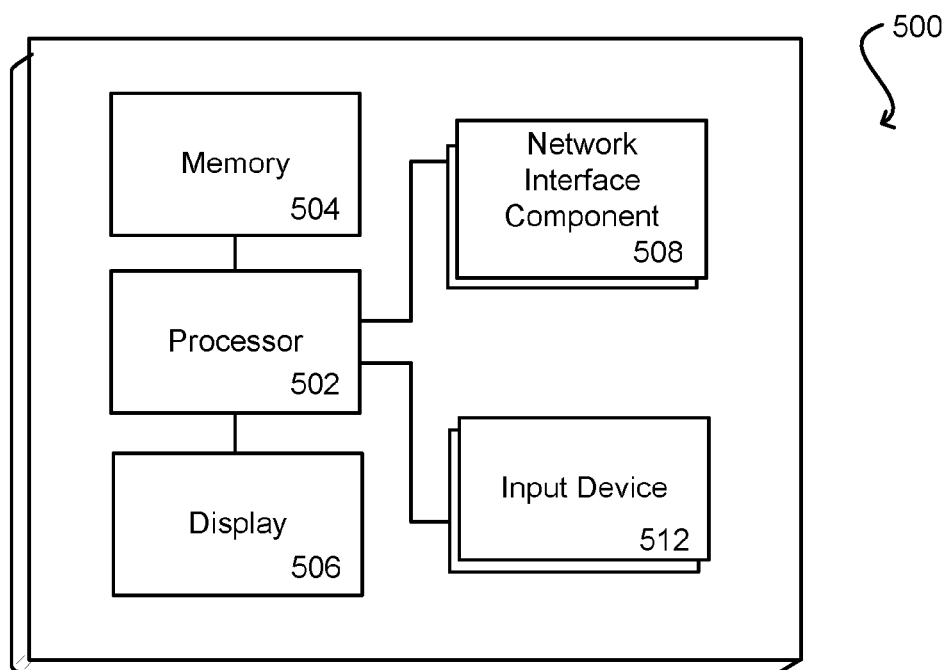 500
Memory
504
Network
Interface
Component
508
Processor
502
Input Device
512
Display
506